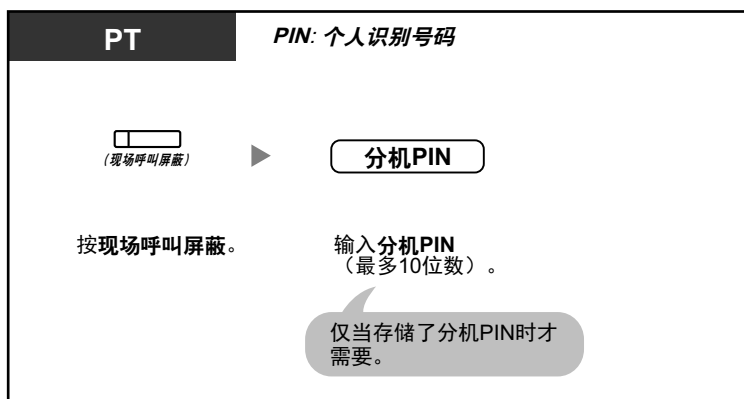 PT
PIN: 个人识别号码
(现场呼叫屏蔽)
分机PIN
按现场呼叫屏蔽。
输入分机PIN
（最多10位数）。
仅当存储了分机PIN时才
需要。